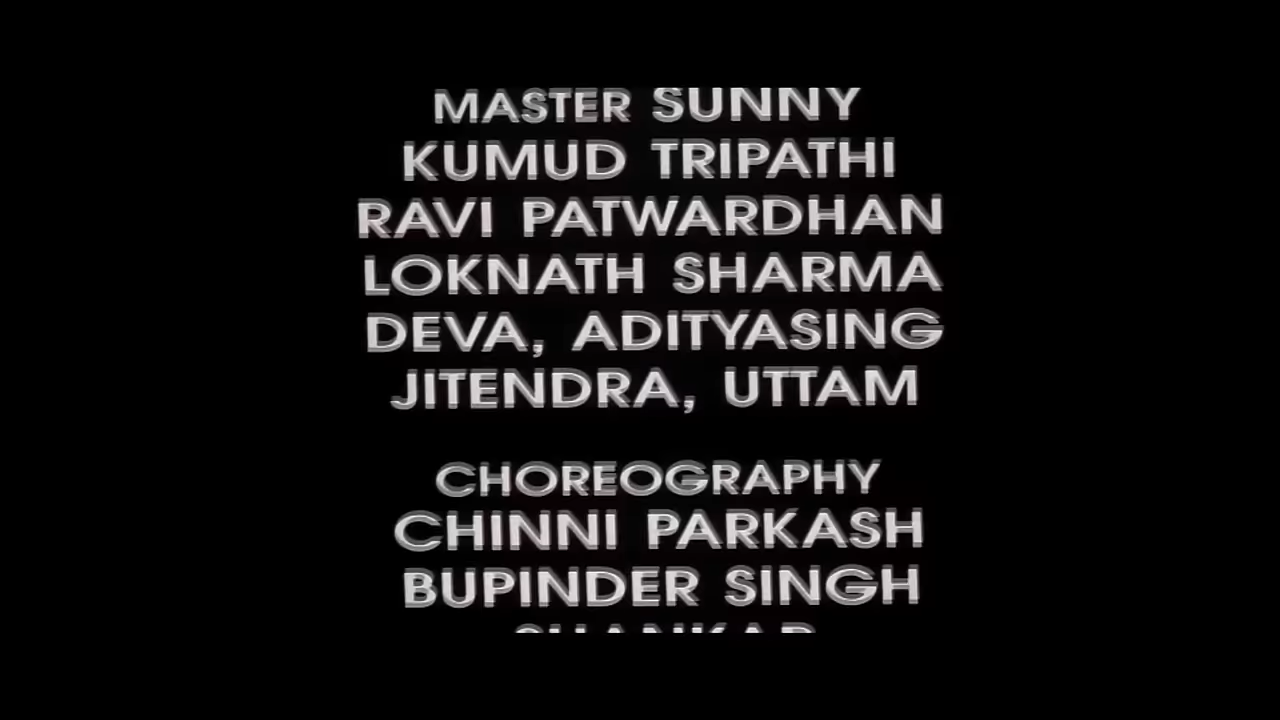 MASTER SUNNY
KUMUD TRIPATHI
RAVI PATWARDHAN
LOKNATH SHARMA
DEVA, ADITYASING
JITENDRA, UTTAM
CHOREOGRAPHY
CHINNI PARKASH
BUPINDER SINGH